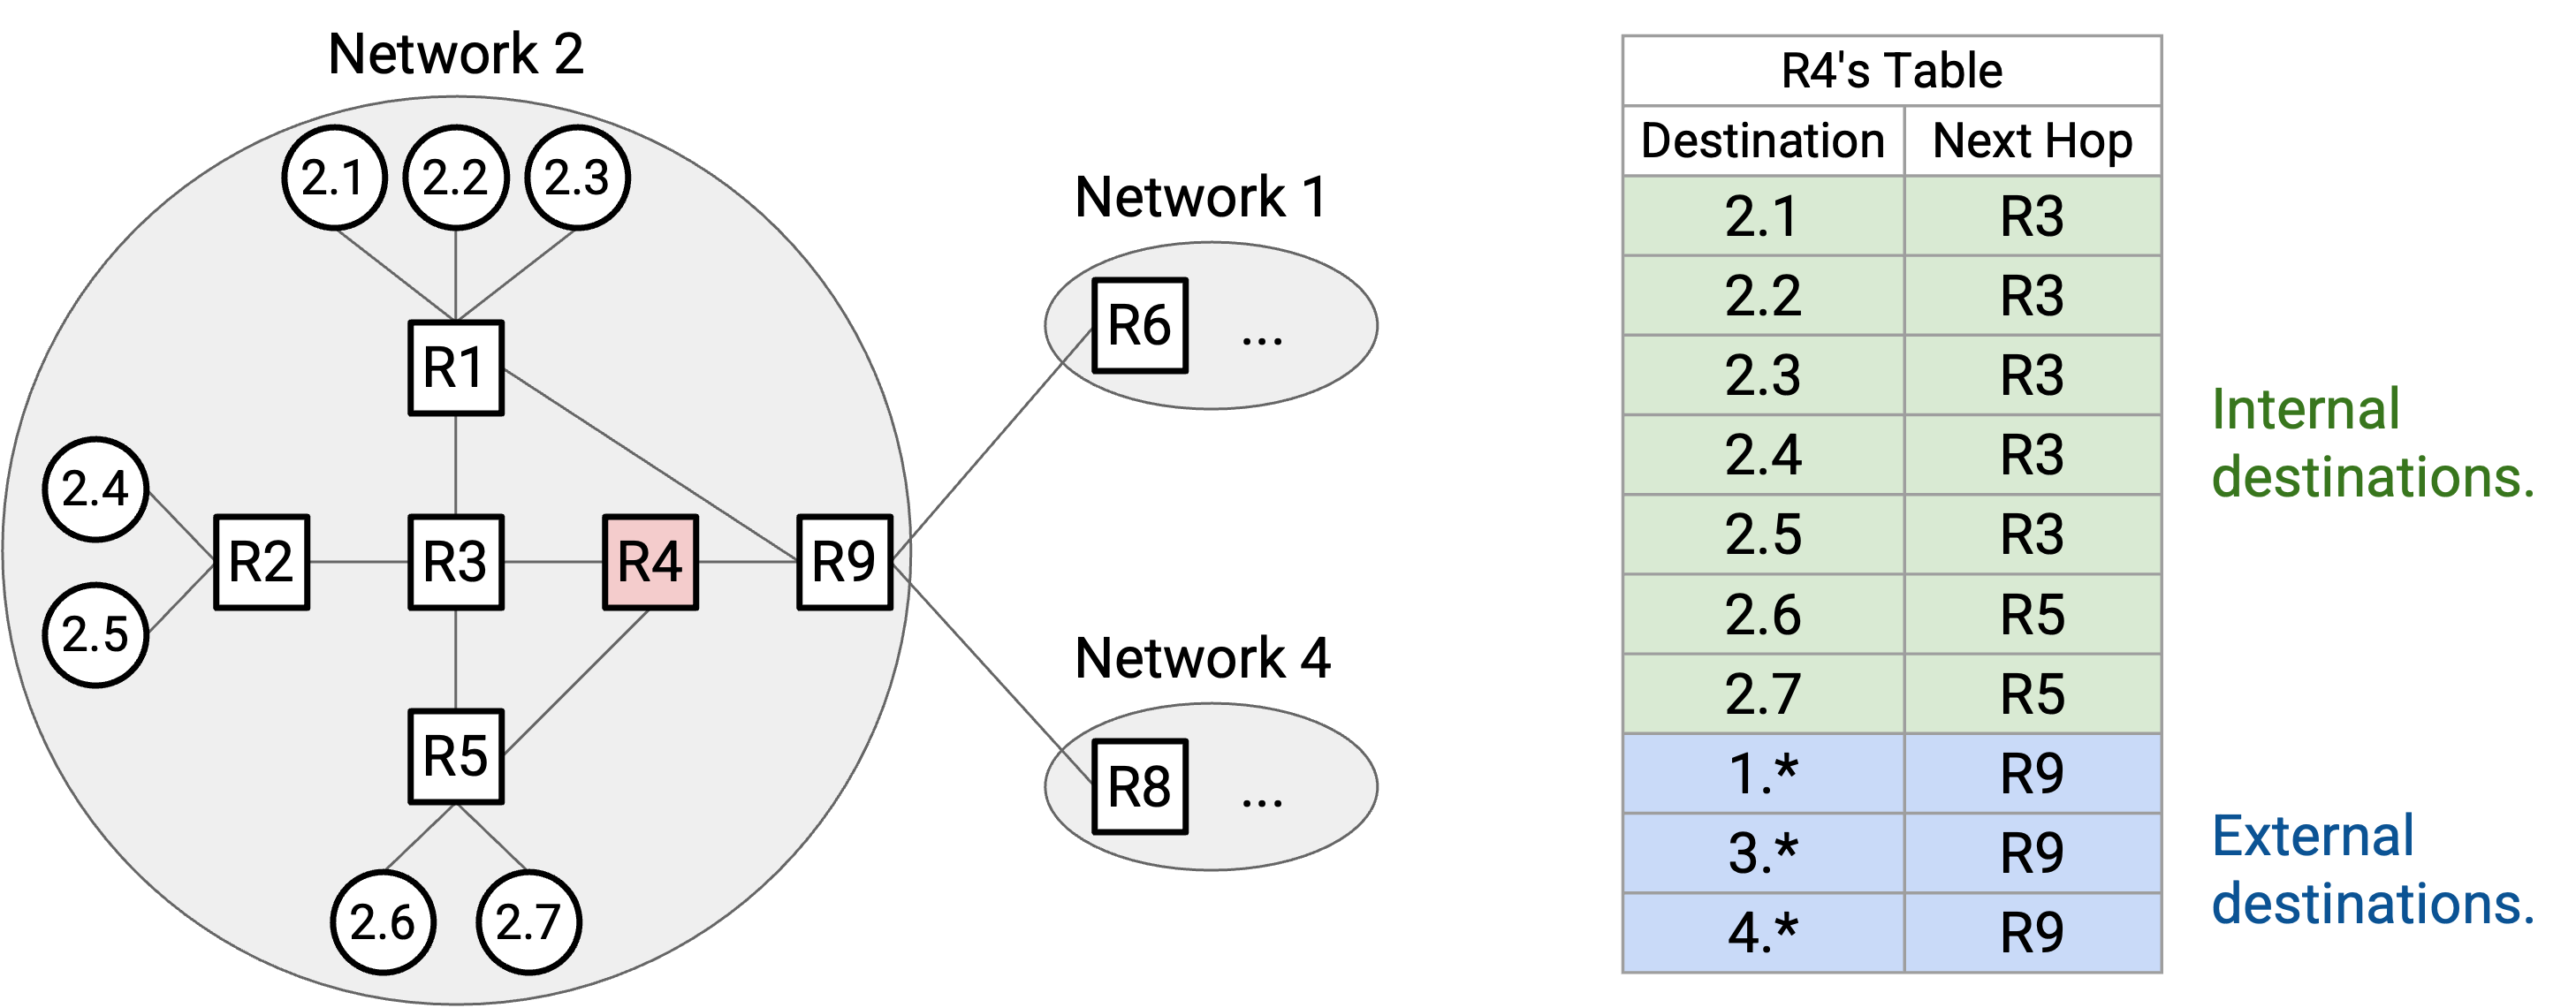 Network 2
2.1 2.2 2.3
R1
2.4
2.5
R2 R3 R4 R9
R5
2.6 2.7
Network 1
R6 ...
Network 4
R8 ...
R4's Table
Destination Next Hop
2.1 R3
2.2 R3
2.3 R3
2.4 R3
2.5 R3
2.6 R5
2.7 R5
1.* R9
3.* R9
4.* R9
Internal
destinations.
External
destinations.